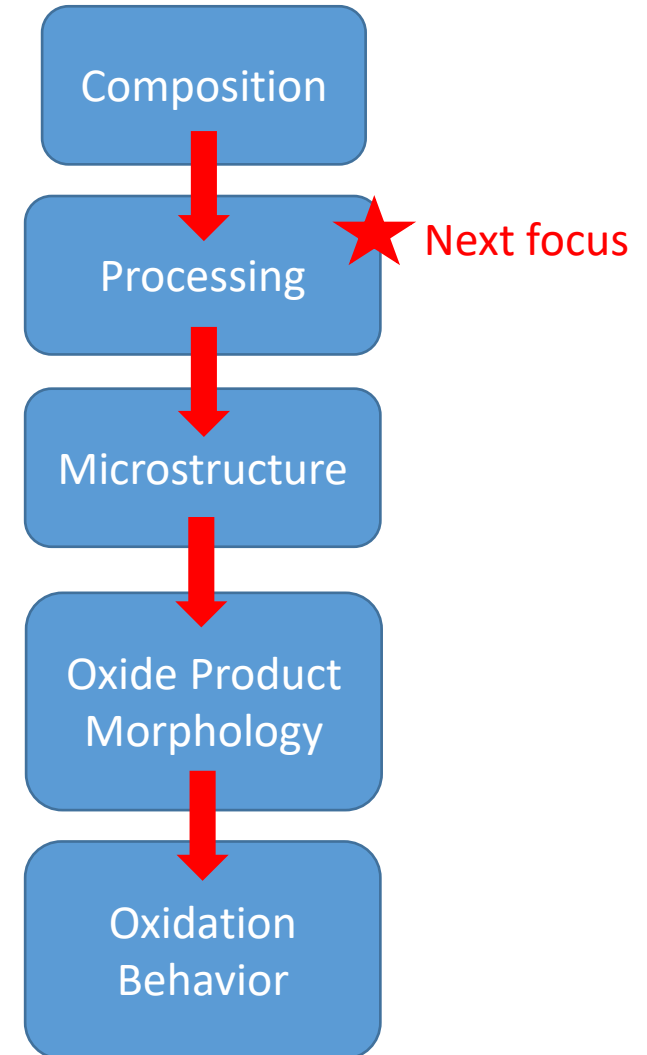 Composition
Processing
Next focus
Microstructure
Oxide Product
Morphology
Oxidation
Behavior